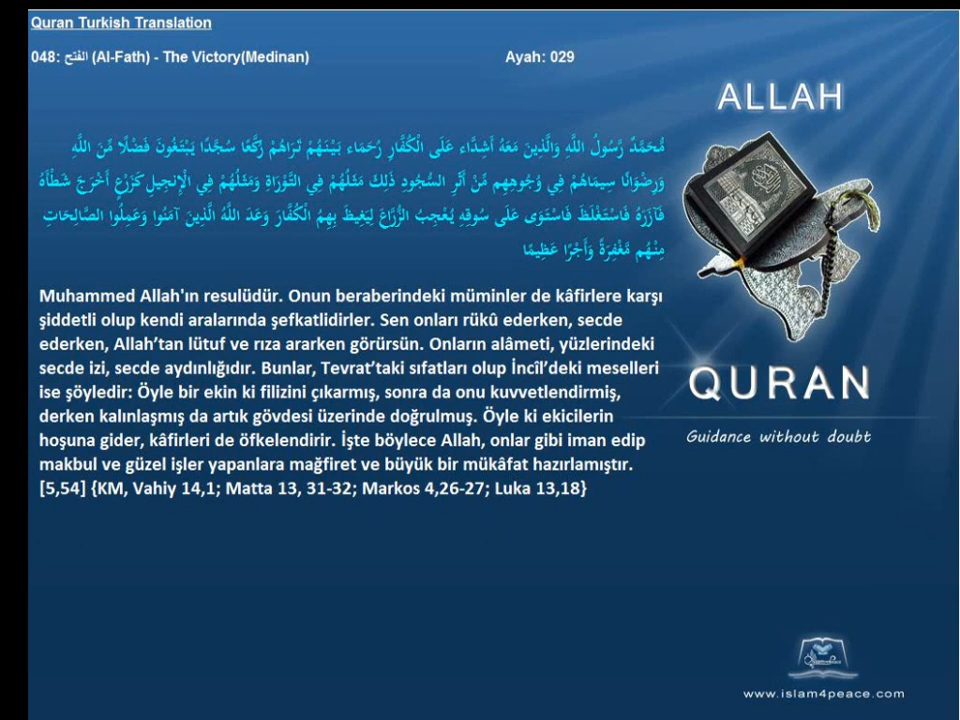 Quran Turkish Translation
048: الفتح (Al-Fath) - The Victory(Medinan) Ayah: 029
ALLAH
مُّحَمَّدٌ رَّسُولُ اللَّهِ وَالَّذِينَ مَعَهُ أَشِدَّاء عَلَى الْكُفَّارِ رُحَمَاء بَيْنَهُمْ تَرَاهُمْ رُكَّعًا سُجَّدًا يَبْتَغُونَ فَضْلًا مِّنَ اللَّهِ
وَرِضْوَانًا سِيمَاهُمْ فِي وُجُوهِهِم مِّنْ أَثَرِ السُّجُودِ ذَلِكَ مَثَلُهُمْ فِي التَّوْرَاةِ وَمَثَلُهُمْ فِي الْإِنجِيلِ كَزَرْعٍ أَخْرَجَ شَطْأَهُ
فَآزَرَهُ فَاسْتَغْلَظَ فَاسْتَوَى عَلَى سُوقِهِ يُعْجِبُ الزُّرَّاعَ لِيَغِيظَ بِهِمُ الْكُفَّارَ وَعَدَ اللَّهُ الَّذِينَ آمَنُوا وَعَمِلُوا الصَّالِحَاتِ
مِنْهُم مَّغْفِرَةً وَأَجْرًا عَظِيمًا
Muhammed Allah'ın resulüdür. Onun beraberindeki müminler de kâfirlere karşı
şiddetli olup kendi aralarında şefkatlidirler. Sen onları rükû ederken, secde
ederken, Allah’tan lütuf ve rıza ararken görürsün. Onların alâmeti, yüzlerindeki
secde izi, secde aydınlığıdır. Bunlar, Tevrat’taki sıfatları olup İncîl’deki meselleri
ise şöyledir: Öyle bir ekin ki filizini çıkarmış, sonra da onu kuvvetlendirmiş,
derken kalınlaşmış da artık gövdesi üzerinde doğrulmuş. Öyle ki ekicilerin
hoşuna gider, kâfirleri de öfkelendirir. İşte böylece Allah, onlar gibi iman edip
makbul ve güzel işler yapanlara mağfiret ve büyük bir mükâfat hazırlamıştır.
[5,54] {KM, Vahiy 14,1; Matta 13, 31-32; Markos 4,26-27; Luka 13,18}
QURAN
Guidance without doubt
www.islam4peace.com